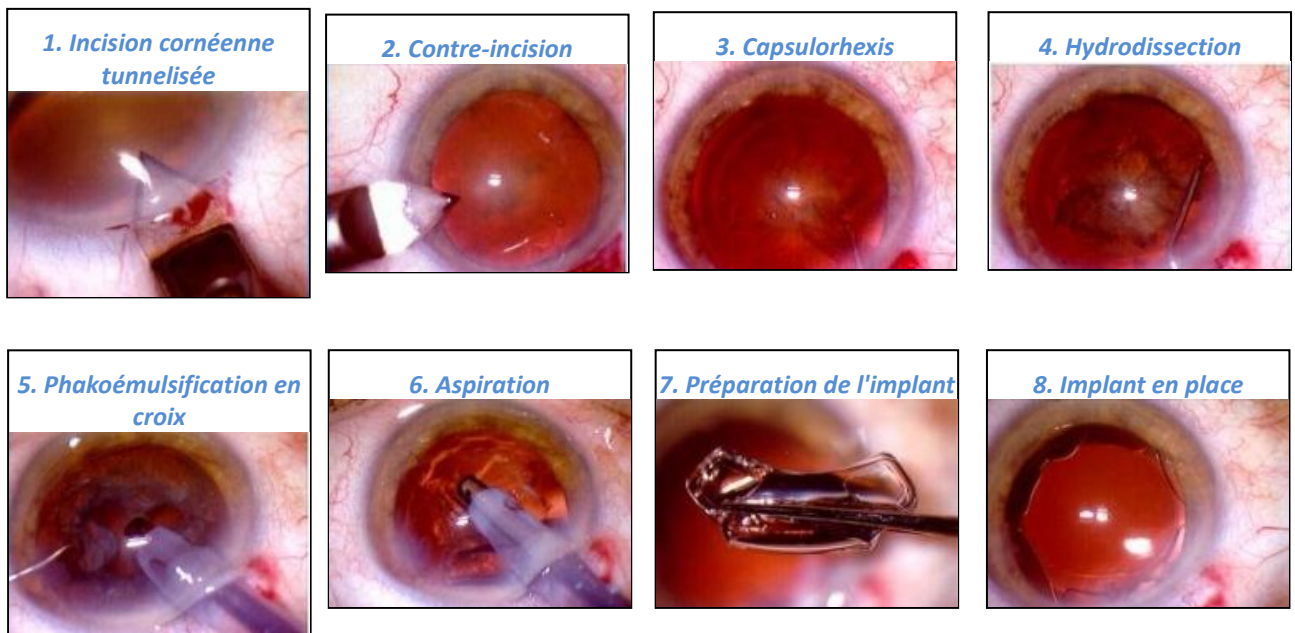 1. Incision cornéenne
tunnelisée
2. Contre-incision
3. Capsulorhexis
4. Hydrodissection
5. Phakoémulsification en
croix
6. Aspiration
7. Préparation de l'implant
8. Implant en place